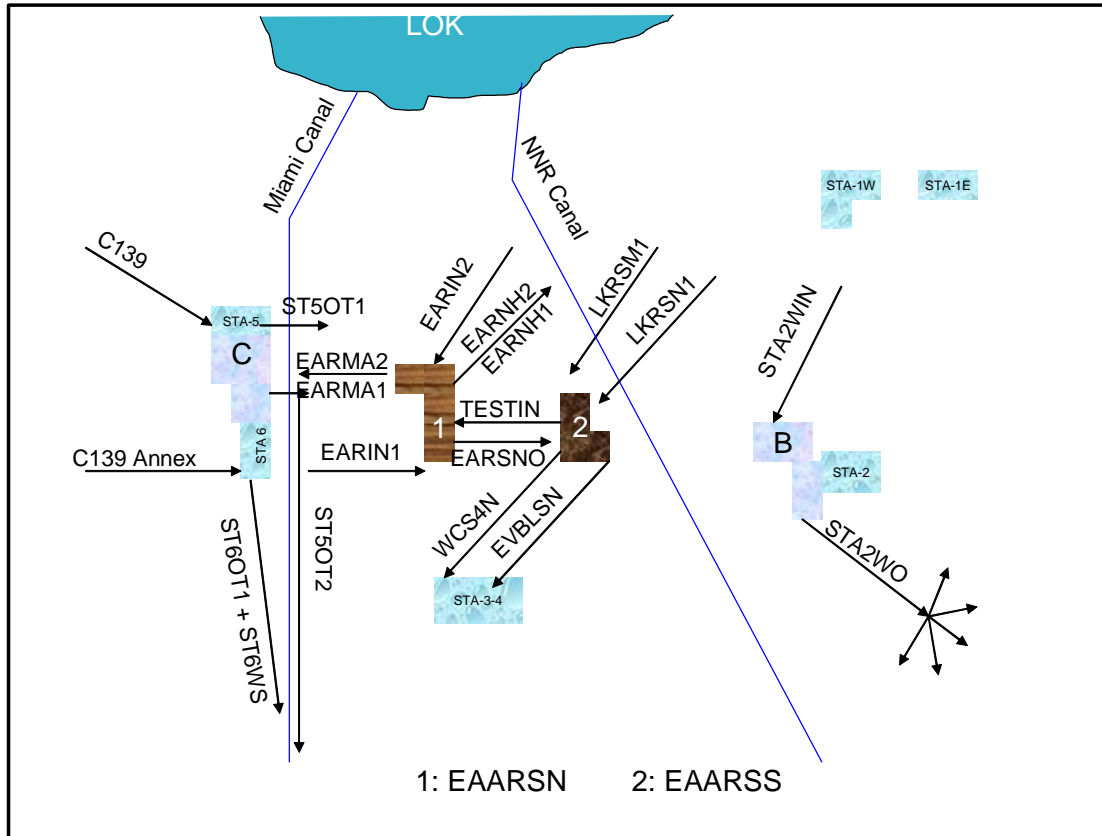 LOK
Miami Canal
NNR Canal
STA-1W
STA-1E
C139
ST5OT1
EARIN2
EARNH2
EARNH1
LKRSM1
LKRSN1
STA2WIN
STA-5
C
EARMA2
EARMA1
1
TESTIN
2
EARSNO
B
STA-2
STA 6
C139 Annex
EARIN1
WCS4N
EVBLSN
STA2WO
ST6OT1 + ST6WS
ST5OT2
STA-3-4
1: EAARSN
2: EAARSS